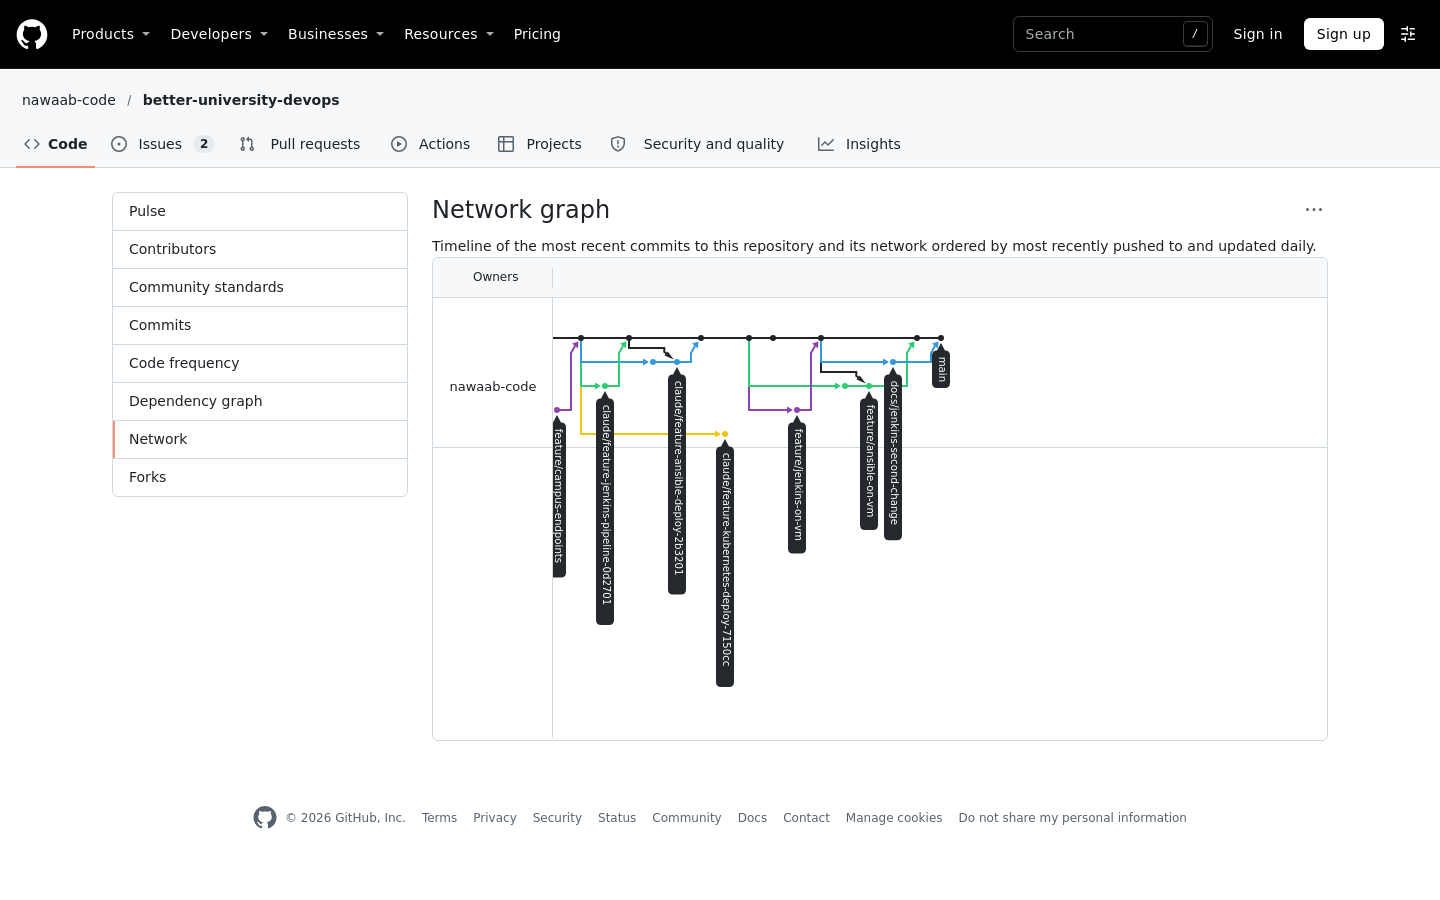 Products Developers Businesses Resources Pricing Search / Sign in Sign up
nawaab-code / better-university-devops
Code Issues 2 Pull requests Actions Projects Security and quality Insights
Pulse
Contributors
Community standards
Commits
Code frequency
Dependency graph
Network
Forks
Network graph
Timeline of the most recent commits to this repository and its network ordered by most recently pushed to and updated daily.
Owners
nawaab-code
feature/campus-endpoints
claude/feature-jenkins-pipeline-0d2701
claude/feature-ansible-deploy-2b3201
claude/feature-kubernetes-deploy-7150cc
feature/jenkins-on-vm
feature/ansible-on-vm
docs/jenkins-second-change
main
© 2026 GitHub, Inc. Terms Privacy Security Status Community Docs Contact Manage cookies Do not share my personal information